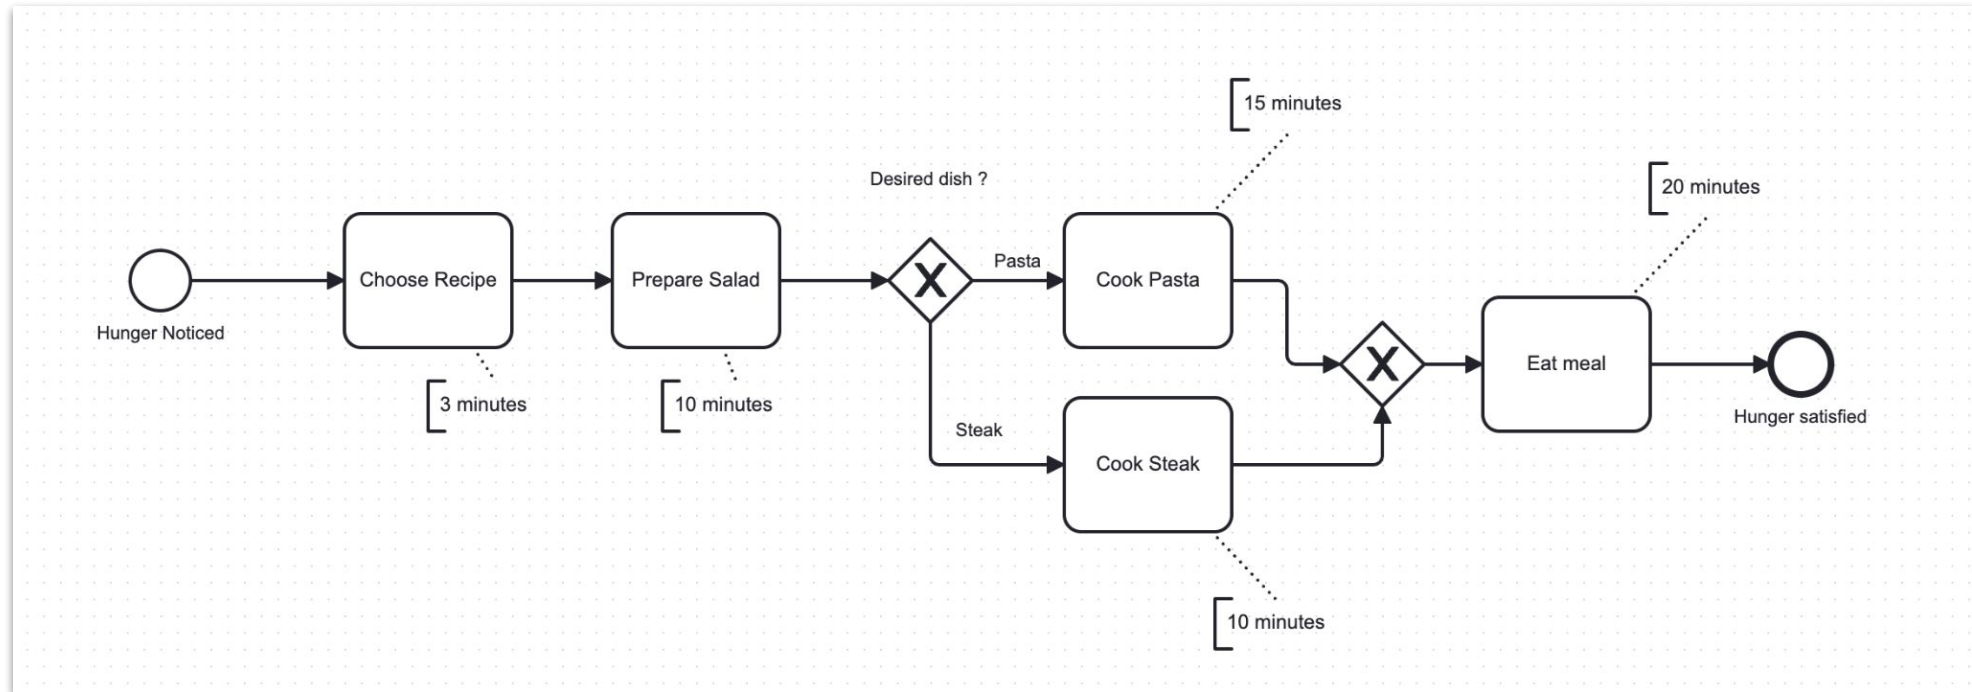 Hunger Noticed
Choose Recipe
3 minutes
Prepare Salad
10 minutes
Desired dish ?
X
Pasta
Cook Pasta
15 minutes
Steak
Cook Steak
10 minutes
X
Eat meal
20 minutes
Hunger satisfied